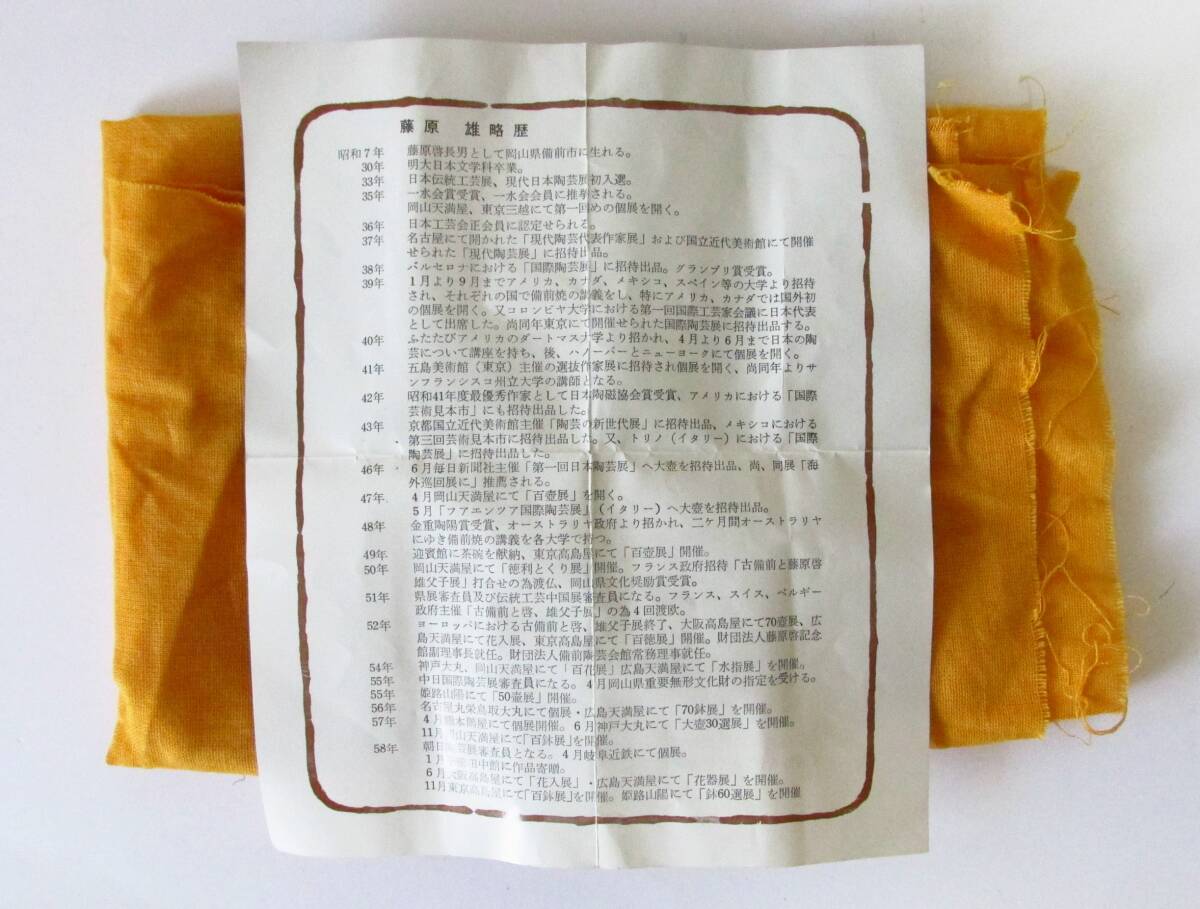 藤原 雄略歴
昭和7年 藤原啓長男として岡山県備前市に生れる。
30年 明大日本文学科卒業。
33年 日本伝統工芸展、現代日本陶芸展初入選。
35年 一水会賞受賞、一水会会員に推挙される。
岡山天満屋、東京三越にて第一回めの個展を開く。
36年 日本工芸会正会員に認定せられる。
37年 名古屋にて開かれた「現代陶芸代表作家展」および国立近代美術館にて開催
せられた「現代陶芸展」に招待出品。
38年 バルセロナにおける「国際陶芸展」に招待出品。グランプリ賞受賞。
39年 1月より9月までアメリカ、カナダ、メキシコ、スペイン等の大学より招待
され、それぞれの国で備前焼の講義をし、特にアメリカ、カナダでは国外初
の個展を開く。又コロンビヤ大学における第一回国際工芸家会議に日本代表
として出席した。尚同年東京にて開催せられた国際陶芸展に招待出品する。
40年 ふたたびアメリカのダートマス大学より招かれ、4月より6月まで日本の陶
芸について講座を持ち、後、ハノーバーとニューヨークにて個展を開く。
41年 五島美術館（東京）主催の選抜作家展に招待され個展を開く、尚同年よりサ
ンフランシスコ州立大学の講師となる。
42年 昭和41年度最優秀作家として日本陶磁協会賞受賞、アメリカにおける「国際
芸術見本市」にも招待出品した。
43年 京都国立近代美術館主催「陶芸の新世代展」に招待出品、メキシコにおける
第三回芸術見本市に招待出品した。又、トリノ（イタリー）における「国際
陶芸展」に招待出品した。
46年 6月毎日新聞社主催「第一回日本陶芸展」へ大壺を招待出品、尚、同展「海
外巡回展に」推薦される。
47年 4月岡山天満屋にて「百壺展」を開く。
5月「フアエンツア国際陶芸展」（イタリー）へ大壺を招待出品。
48年 金重陶陽賞受賞、オーストラリヤ政府より招かれ、二ケ月間オーストラリヤ
にゆき備前焼の講義を各大学で持つ。
49年 迎賓館に茶碗を献納、東京高島屋にて「百壺展」開催。
50年 岡山天満屋にて「徳利とくり展」開催。フランス政府招待「古備前と藤原啓
雄父子展」打合せの為渡仏、岡山県文化奨励賞受賞。
51年 県展審査員及び伝統工芸中国展審査員になる。フランス、スイス、ベルギー
政府主催「古備前と啓、雄父子展」の為4回渡欧。
52年 ヨーロッパにおける古備前と啓、雄父子展終了、大阪高島屋にて70壺展、広
島天満屋にて花入展、東京高島屋にて「百徳展」開催。財団法人藤原啓記念
館副理事長就任。財団法人備前陶芸会館常務理事就任。
54年 神戸大丸、岡山天満屋にて「百花展」広島天満屋にて「水指展」を開催。
55年 中日国際陶芸展審査員になる。4月岡山県重要無形文化財の指定を受ける。
55年 姫路山陽にて「50壺展」開催。
56年 名古屋丸栄鳥取大丸にて個展・広島天満屋にて「70鉢展」を開催。
57年 4月熊本鶴屋にて個展開催。6月神戸大丸にて「大壺30選展」を開催。
11月岡山天満屋にて「百鉢展」を開催。
58年 朝日陶芸展審査員となる。4月岐阜近鉄にて個展。
1月 中館に作品寄贈。
6月大阪高島屋にて「花入展」・広島天満屋にて「花器展」を開催。
11月東京高島屋にて「百鉢展」を開催。姫路山陽にて「鉢60選展」を開催